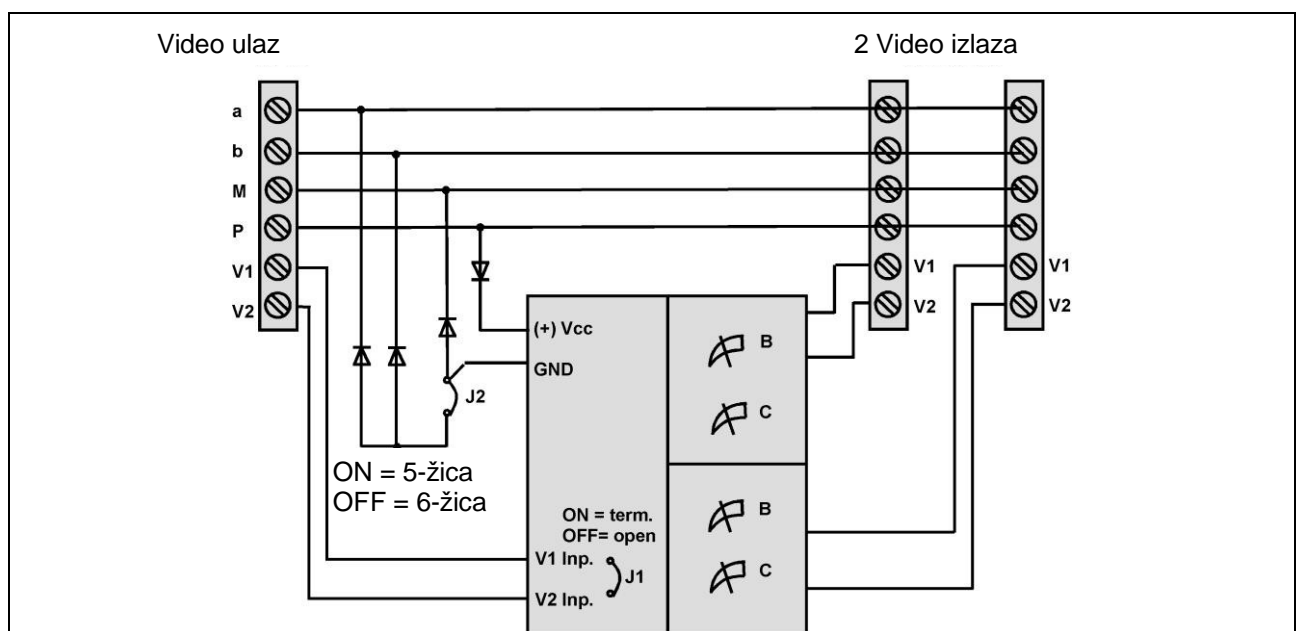 Video ulaz
2 Video izlaza
a
b
M
P
V1
V2
V1
V2
V1
V2
(+) Vcc
GND
J2
B
C
ON = 5-žica
OFF = 6-žica
ON = term.
OFF= open
V1 Inp.
J1
V2 Inp.
B
C